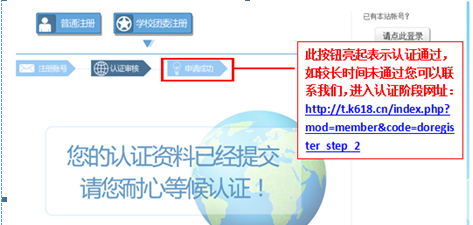 普通注册
学校团委注册
已有本站帐号？
请点此登录
注册账号
认证审核
申请成功
此按钮亮起表示认证通过，
如较长时间未通过您可以联
系我们，进入认证阶段网址：
http://t.k618.cn/index.php?
mod=member&code=doregis
ter_step_2
您的认证资料已经提交
请您耐心等候认证！